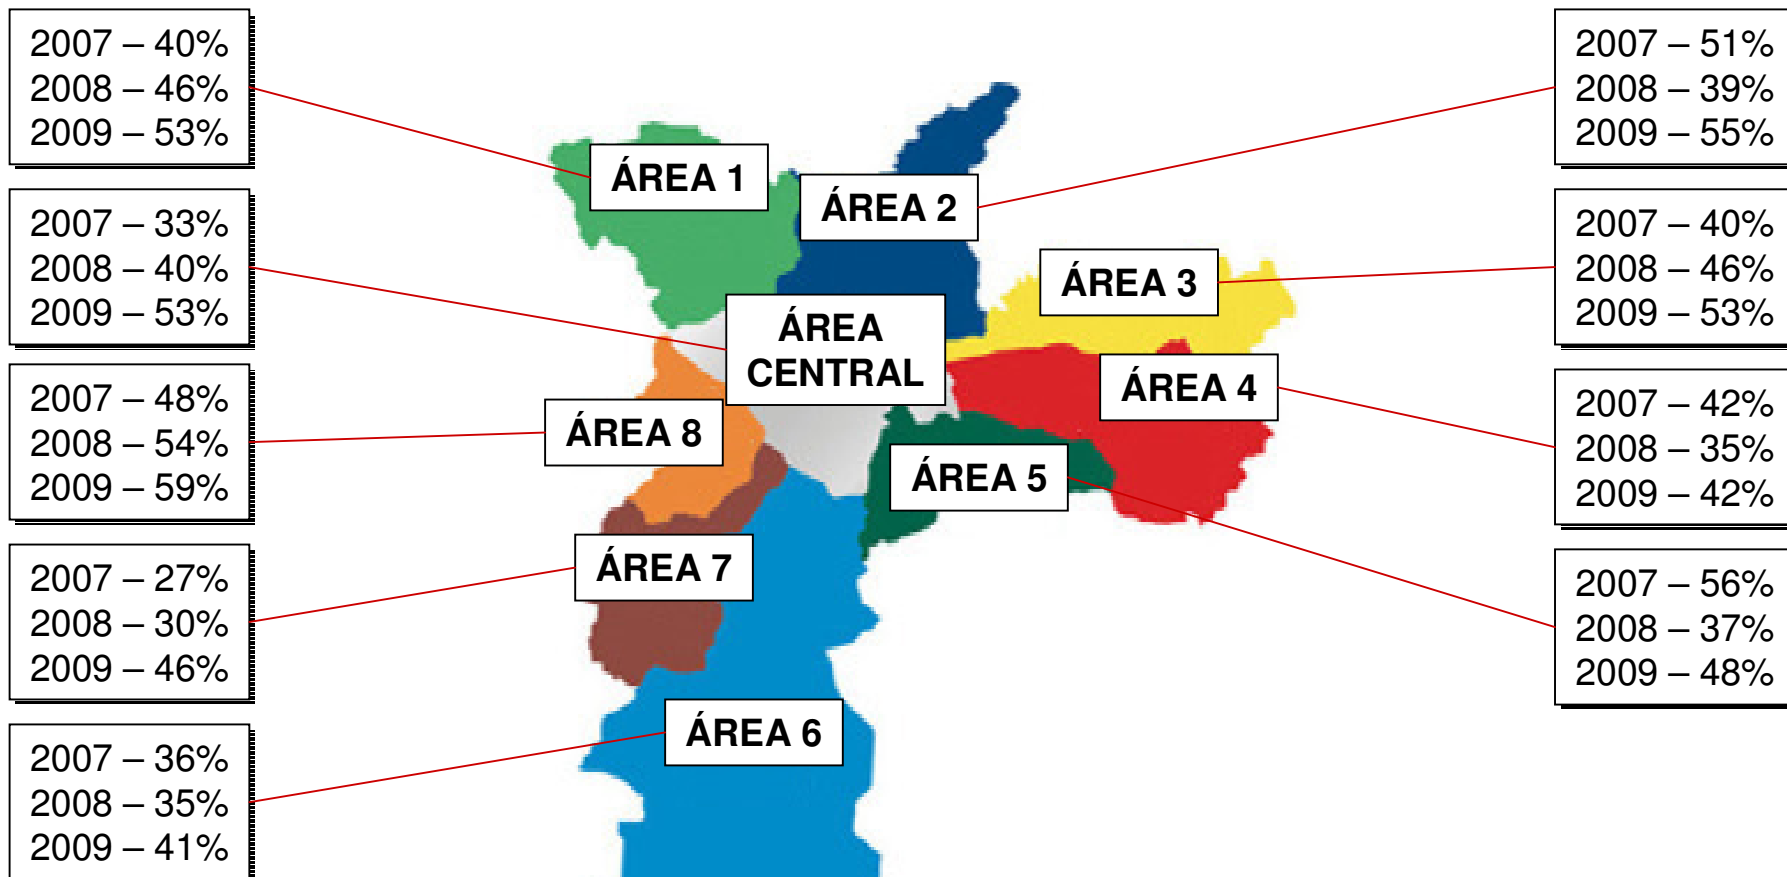 2007 – 40%
2008 – 46%
2009 – 53%
2007 – 33%
2008 – 40%
2009 – 53%
2007 – 48%
2008 – 54%
2009 – 59%
2007 – 27%
2008 – 30%
2009 – 46%
2007 – 36%
2008 – 35%
2009 – 41%
ÁREA 1
ÁREA 2
ÁREA 3
ÁREA
CENTRAL
ÁREA 4
ÁREA 8
ÁREA 5
ÁREA 7
ÁREA 6
2007 – 51%
2008 – 39%
2009 – 55%
2007 – 40%
2008 – 46%
2009 – 53%
2007 – 42%
2008 – 35%
2009 – 42%
2007 – 56%
2008 – 37%
2009 – 48%